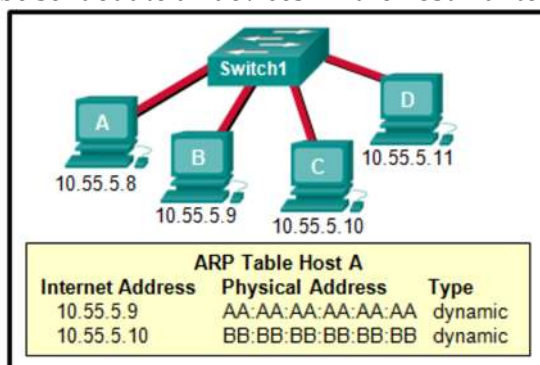 Switch1
A
10.55.5.8
B
10.55.5.9
C
10.55.5.10
D
10.55.5.11
ARP Table Host A
Internet Address Physical Address Type
10.55.5.9 AA:AA:AA:AA:AA:AA dynamic
10.55.5.10 BB:BB:BB:BB:BB:BB dynamic